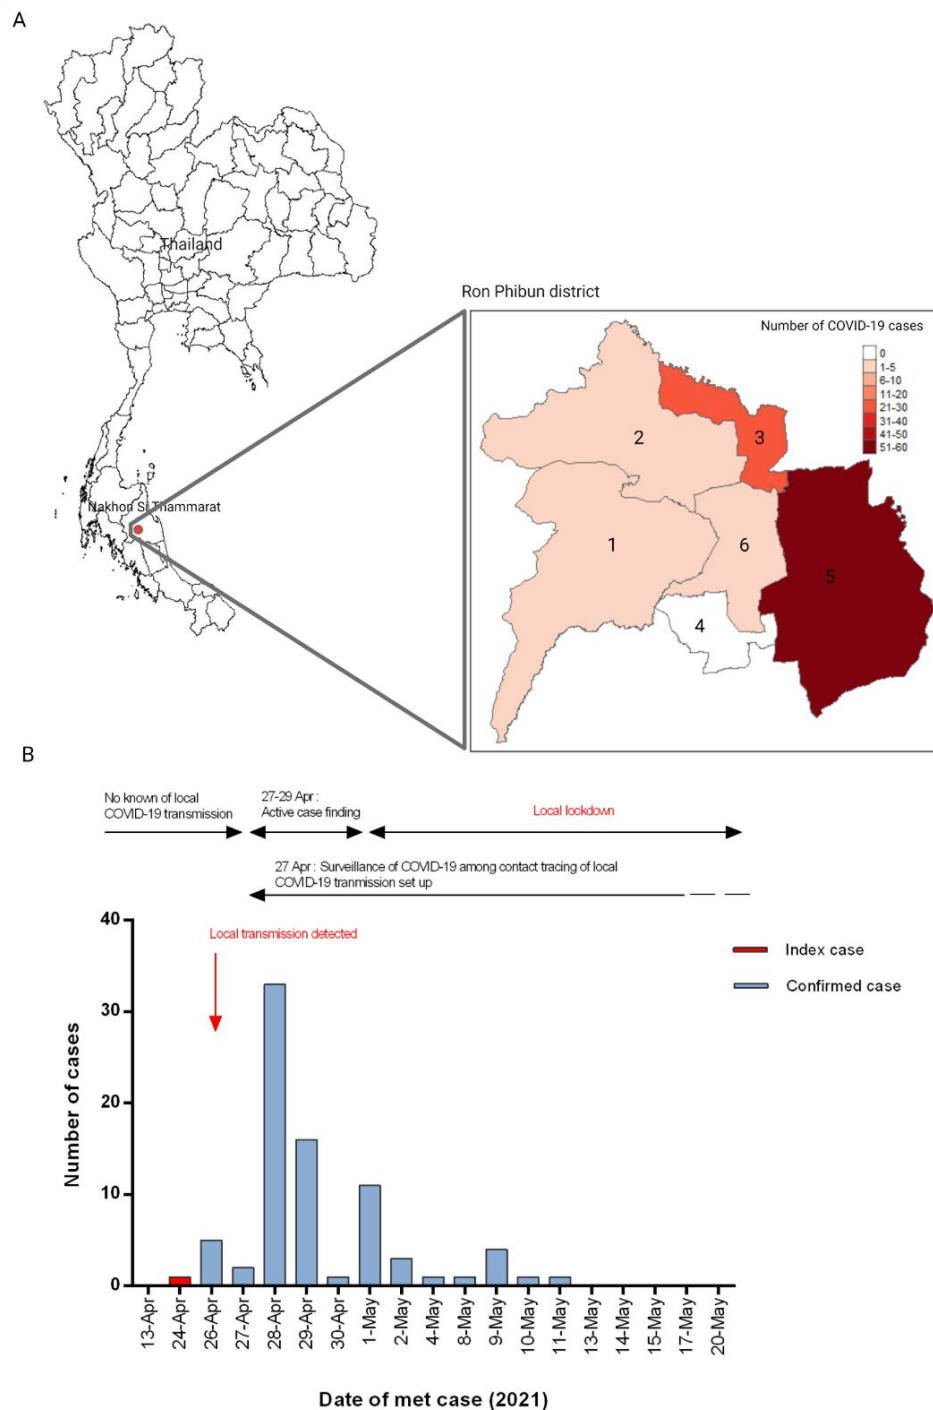 A
Thailand
Nakhon Si Thammarat
Ron Phibun district
Number of COVID-19 cases
0
1-5
6-10
11-20
21-30
31-40
41-50
51-60
2
3
1
6
5
4
B
No known of local
COVID-19 transmission
27-29 Apr :
Active case finding
Local lockdown
27 Apr : Surveillance of COVID-19 among contact tracing of local
COVID-19 tranmission set up
Local transmission detected
Index case
Confirmed case
Number of cases
40
30
20
10
0
13-Apr
24-Apr
26-Apr
27-Apr
28-Apr
29-Apr
30-Apr
1-May
2-May
4-May
8-May
9-May
10-May
11-May
13-May
14-May
15-May
17-May
20-May
Date of met case (2021)